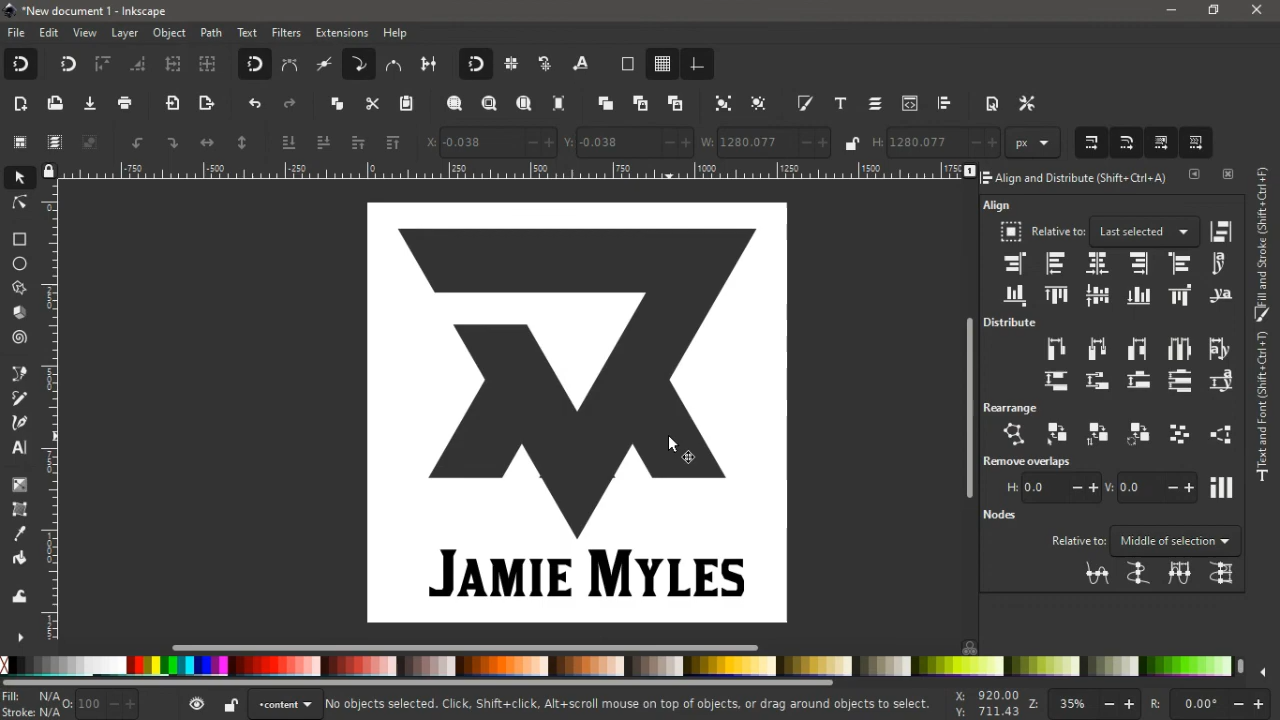 *New document 1 - Inkscape
File Edit View Layer Object Path Text Filters Extensions Help
X: -0.038 Y: -0.038 W: 1280.077 H: 1280.077 px
-750 -500 -250 0 250 500 750 1000 1250 1500 1750
1
Align and Distribute (Shift+Ctrl+A)
Align
Relative to: Last selected
Distribute
Rearrange
Remove overlaps
H: 0.0 V: 0.0
Nodes
Relative to: Middle of selection
Fill and Stroke (Shift+Ctrl+F)
Text and Font (Shift+Ctrl+T)
Jamie Myles
Fill: N/A O: 100
Stroke: N/A
•content
No objects selected. Click, Shift+click, Alt+scroll mouse on top of objects, or drag around objects to select.
X: 920.00
Y: 711.43
Z: 35% R: 0.00°